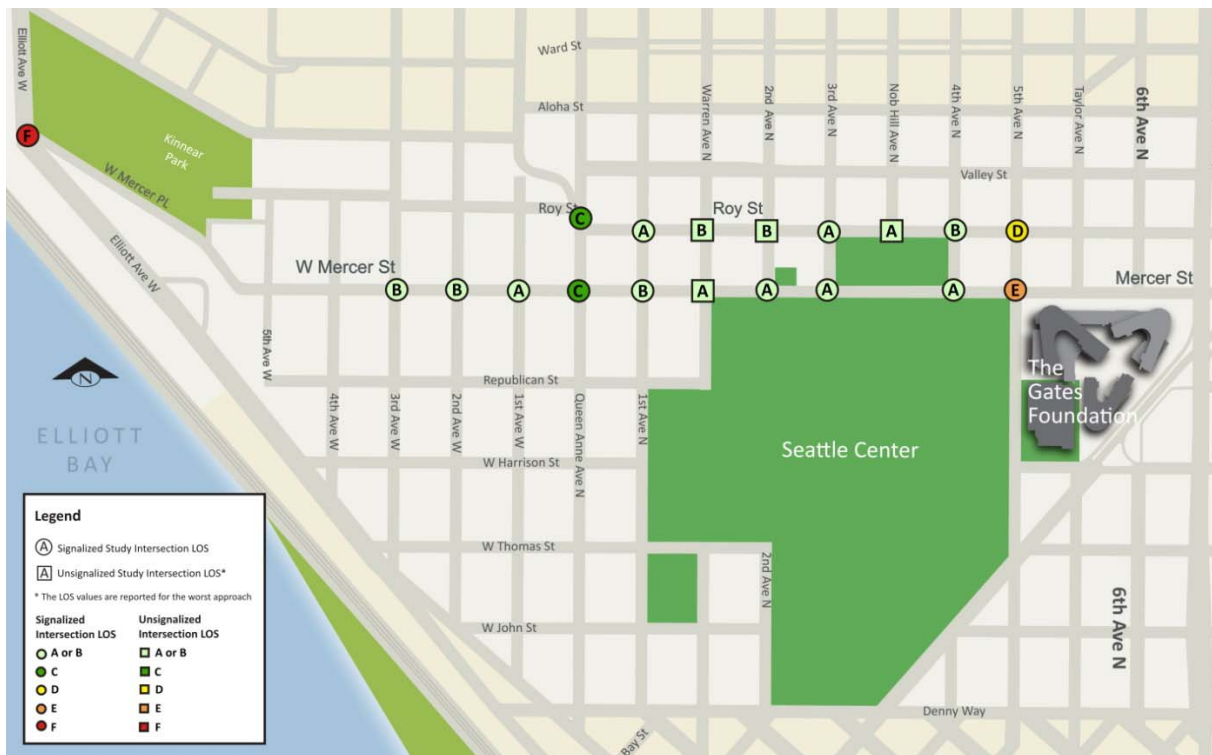 Elliott Ave W
Ward St
Aloha St
Warren Ave N
2nd Ave N
3rd Ave N
Nob Hill Ave N
4th Ave N
5th Ave N
Taylor Ave N
6th Ave N
F
Kinnear
Park
W Mercer PL
Valley St
Roy St
C
Roy St
A
B
B
A
A
B
D
Elliott Ave W
W Mercer St
Mercer St
B
B
A
C
B
A
A
A
A
E
5th Ave W
Republican St
The
Gates
Foundation
N
4th Ave W
3rd Ave W
2nd Ave W
1st Ave W
Queen Anne Ave N
1st Ave N
ELLIOTT
BAY
Seattle Center
W Harrison St
W Thomas St
2nd Ave N
W John St
6th Ave N
Denny Way
Bay St
Legend
A Signalized Study Intersection LOS
A Unsignalized Study Intersection LOS*
* The LOS values are reported for the worst approach
Signalized
Intersection LOS
A or B
C
D
E
F
Unsignalized
Intersection LOS
A or B
C
D
E
F